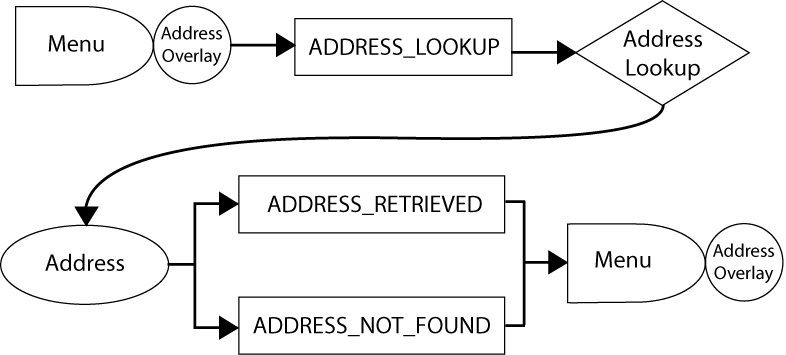 Menu
Address
Overlay
ADDRESS_LOOKUP
Address
Lookup
Address
ADDRESS_RETRIEVED
ADDRESS_NOT_FOUND
Menu
Address
Overlay